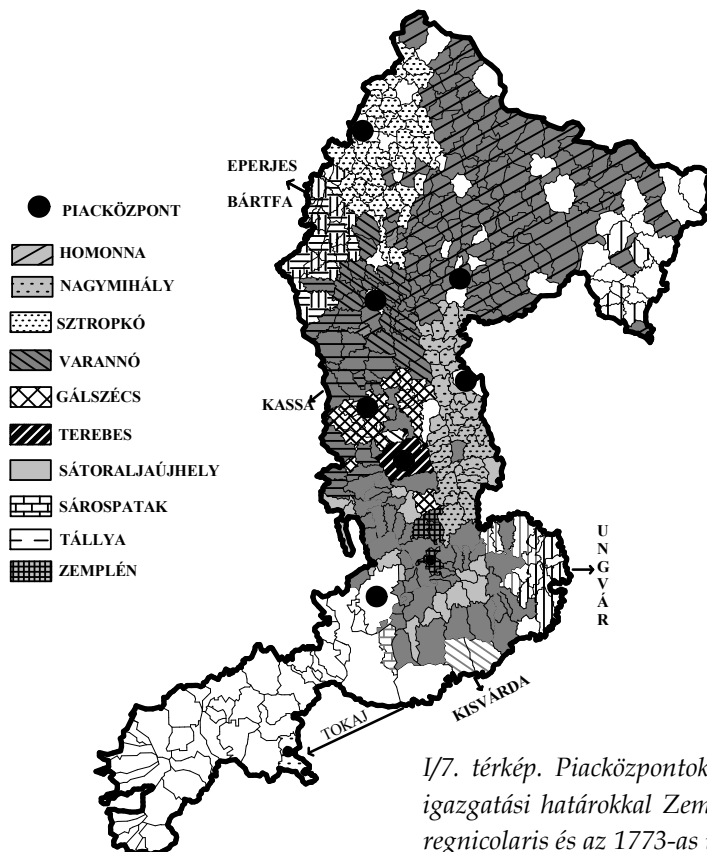 EPERJES
BÁRTFA
PIACKÖZPONT
HOMONNA
NAGYMIHÁLY
SZTROPKÓ
VARANNÓ
GÁLSZÉCS
TEREBES
SÁTORALJAÚJHELY
SÁROSPATAK
TÁLLYA
ZEMPLÉN
KASSA
UNGVÁR
KISVÁRDA
TOKAJ
I/7. térkép. Piacközpontok
igazgatási határokkal Zem
regnicolaris és az 1773-as